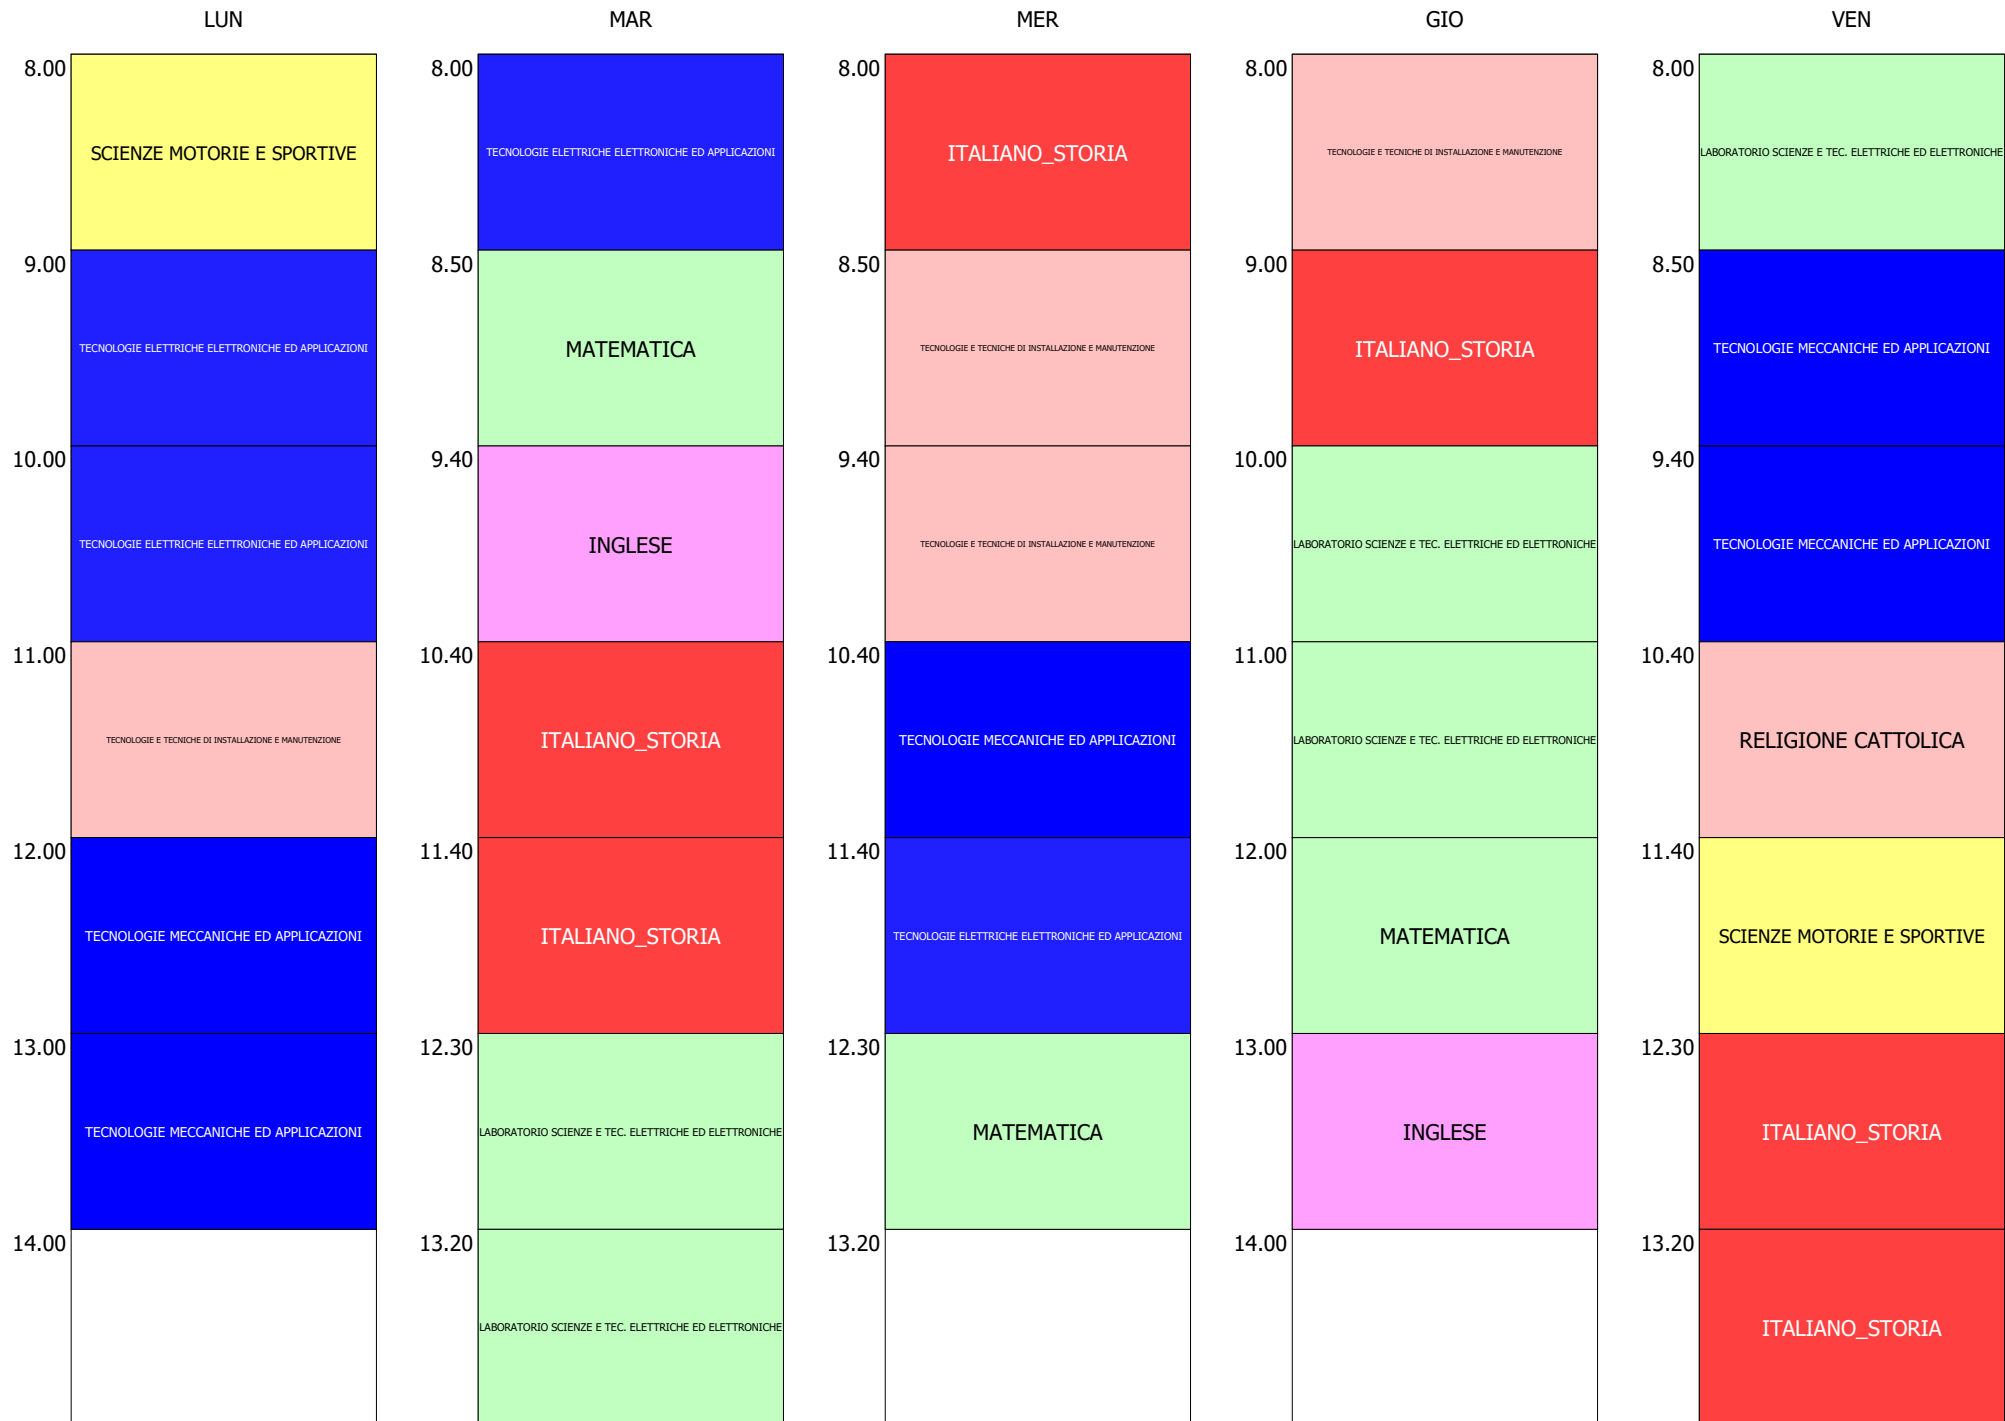 LUN
8.00
SCIENZE MOTORIE E SPORTIVE
9.00
TECNOLOGIE ELETTRICHE ELETTRONICHE ED APPLICAZIONI
10.00
TECNOLOGIE ELETTRICHE ELETTRONICHE ED APPLICAZIONI
11.00
TECNOLOGIE E TECNICHE DI INSTALLAZIONE E MANUTENZIONE
12.00
TECNOLOGIE MECCANICHE ED APPLICAZIONI
13.00
TECNOLOGIE MECCANICHE ED APPLICAZIONI
14.00
MAR
8.00
TECNOLOGIE ELETTRICHE ELETTRONICHE ED APPLICAZIONI
8.50
MATEMATICA
9.40
INGLESE
10.40
ITALIANO_STORIA
11.40
ITALIANO_STORIA
12.30
LABORATORIO SCIENZE E TEC. ELETTRICHE ED ELETTRONICHE
13.20
LABORATORIO SCIENZE E TEC. ELETTRICHE ED ELETTRONICHE
MER
8.00
ITALIANO_STORIA
8.50
TECNOLOGIE E TECNICHE DI INSTALLAZIONE E MANUTENZIONE
9.40
TECNOLOGIE E TECNICHE DI INSTALLAZIONE E MANUTENZIONE
10.40
TECNOLOGIE MECCANICHE ED APPLICAZIONI
11.40
TECNOLOGIE ELETTRICHE ELETTRONICHE ED APPLICAZIONI
12.30
MATEMATICA
13.20
GIO
8.00
TECNOLOGIE E TECNICHE DI INSTALLAZIONE E MANUTENZIONE
9.00
ITALIANO_STORIA
10.00
LABORATORIO SCIENZE E TEC. ELETTRICHE ED ELETTRONICHE
11.00
LABORATORIO SCIENZE E TEC. ELETTRICHE ED ELETTRONICHE
12.00
MATEMATICA
13.00
INGLESE
14.00
VEN
8.00
LABORATORIO SCIENZE E TEC. ELETTRICHE ED ELETTRONICHE
8.50
TECNOLOGIE MECCANICHE ED APPLICAZIONI
9.40
TECNOLOGIE MECCANICHE ED APPLICAZIONI
10.40
RELIGIONE CATTOLICA
11.40
SCIENZE MOTORIE E SPORTIVE
12.30
ITALIANO_STORIA
13.20
ITALIANO_STORIA